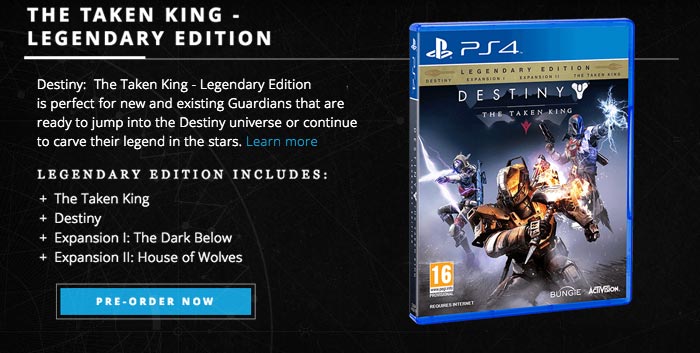 THE TAKEN KING -
LEGENDARY EDITION
Destiny:  The Taken King - Legendary Edition
is perfect for new and existing Guardians that are
ready to jump into the Destiny universe or continue
to carve their legend in the stars. Learn more
LEGENDARY EDITION INCLUDES:
+ The Taken King
+ Destiny
+ Expansion I: The Dark Below
+ Expansion II: House of Wolves
PRE-ORDER NOW
PS4
LEGENDARY EDITION
DESTINY EXPANSION I EXPANSION II THE TAKEN KING
DESTINY
THE TAKEN KING
16
www.pegi.info
PROVISIONAL
REQUIRES INTERNET
BUNGIE ACTIVISION